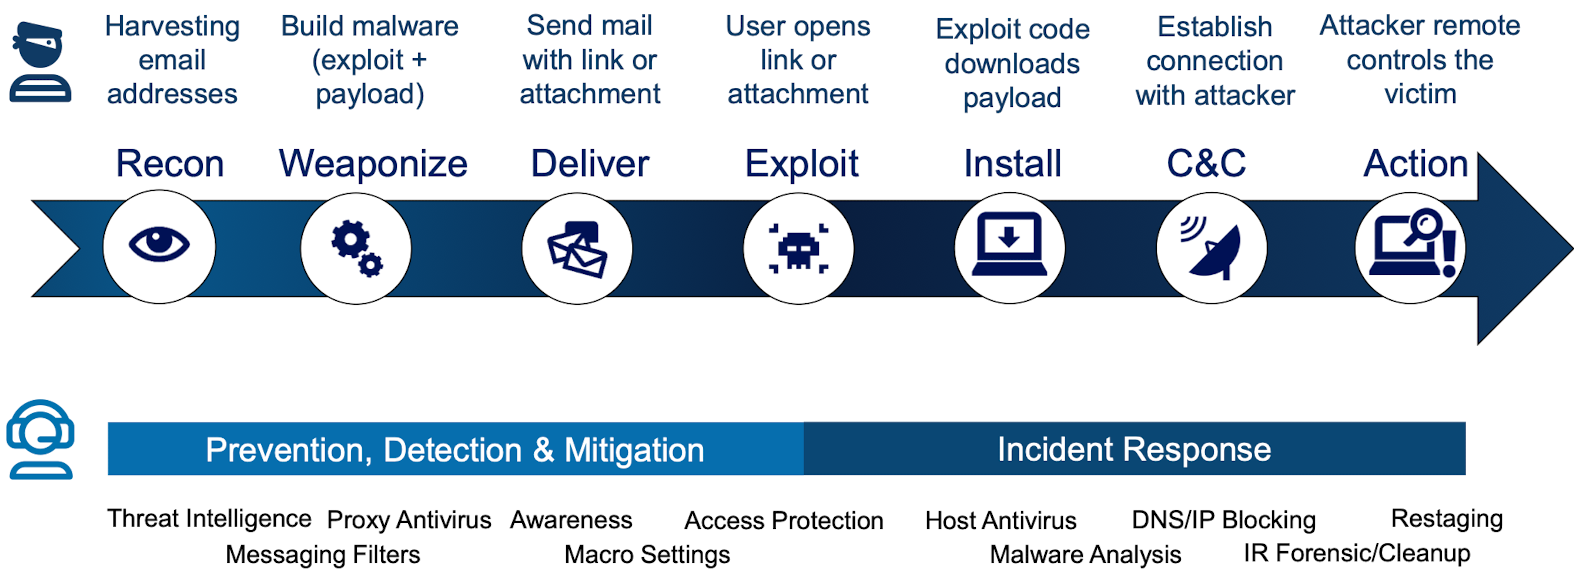 Harvesting
email
addresses
Build malware
(exploit +
payload)
Send mail
with link or
attachment
User opens
link or
attachment
Exploit code
downloads
payload
Establish
connection
with attacker
Attacker remote
controls the
victim
Recon
Weaponize
Deliver
Exploit
Install
C&C
Action
Prevention, Detection & Mitigation
Incident Response
Threat Intelligence
Proxy Antivirus
Awareness
Access Protection
Host Antivirus
DNS/IP Blocking
Restaging
Messaging Filters
Macro Settings
Malware Analysis
IR Forensic/Cleanup